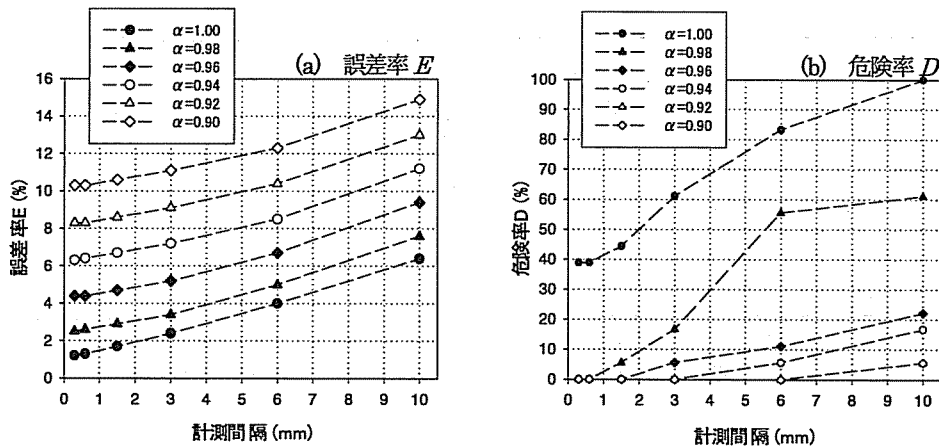 α=1.00
α=0.98
α=0.96
α=0.94
α=0.92
α=0.90
(a) 誤差率 E
16
14
12
10
8
6
4
2
0
誤差率E (%)
0 1 2 3 4 5 6 7 8 9 10
計測間隔 (mm)
α=1.00
α=0.98
α=0.96
α=0.94
α=0.92
α=0.90
(b) 危険率 D
100
90
80
70
60
50
40
30
20
10
0
危険率D (%)
0 1 2 3 4 5 6 7 8 9 10
計測間隔 (mm)